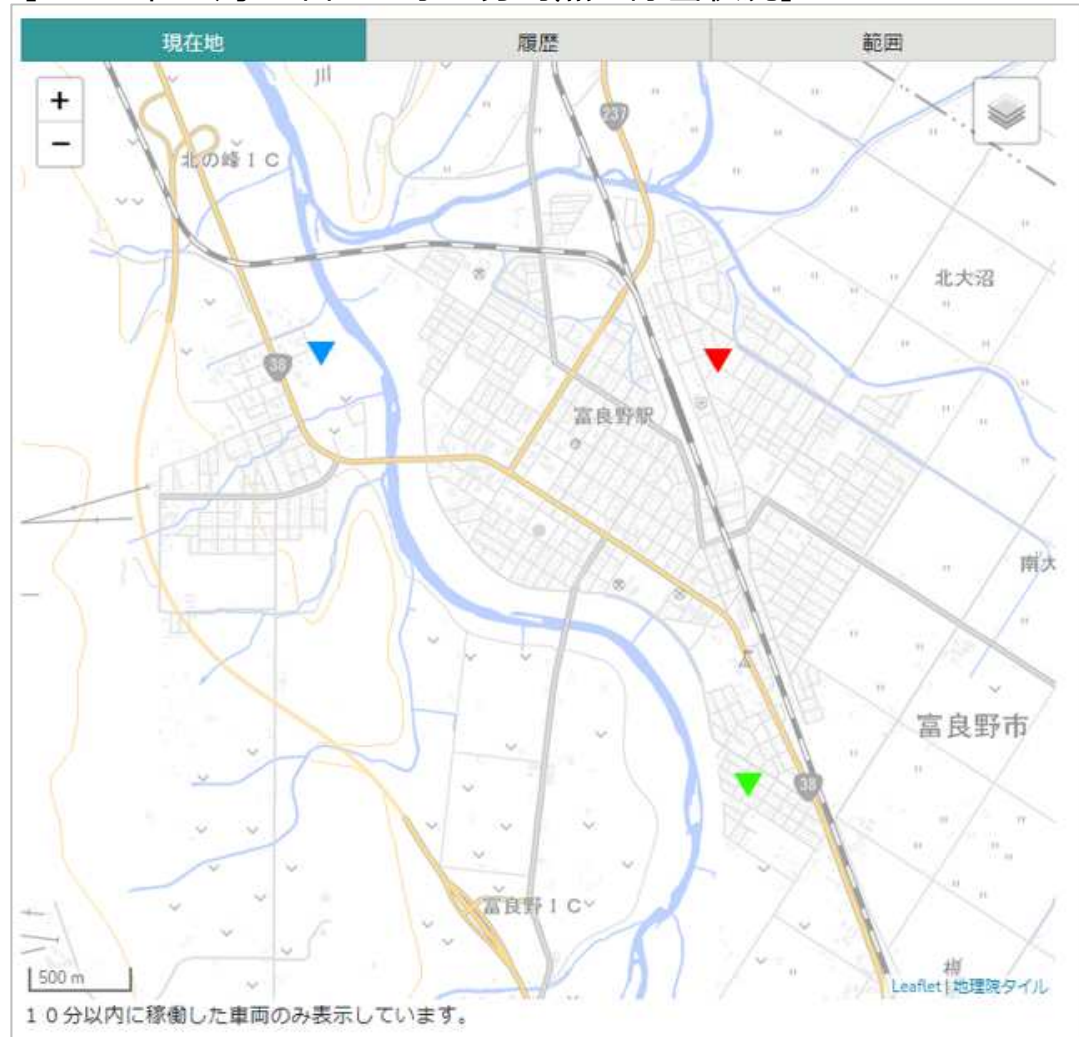 現在地
履歴
範囲
+
−
川
237
北の峰IC
北大沼
38
富良野駅
南大
富良野市
38
富良野IC
500 m
Leaflet | 地理院タイル
10分以内に稼働した車両のみ表示しています。